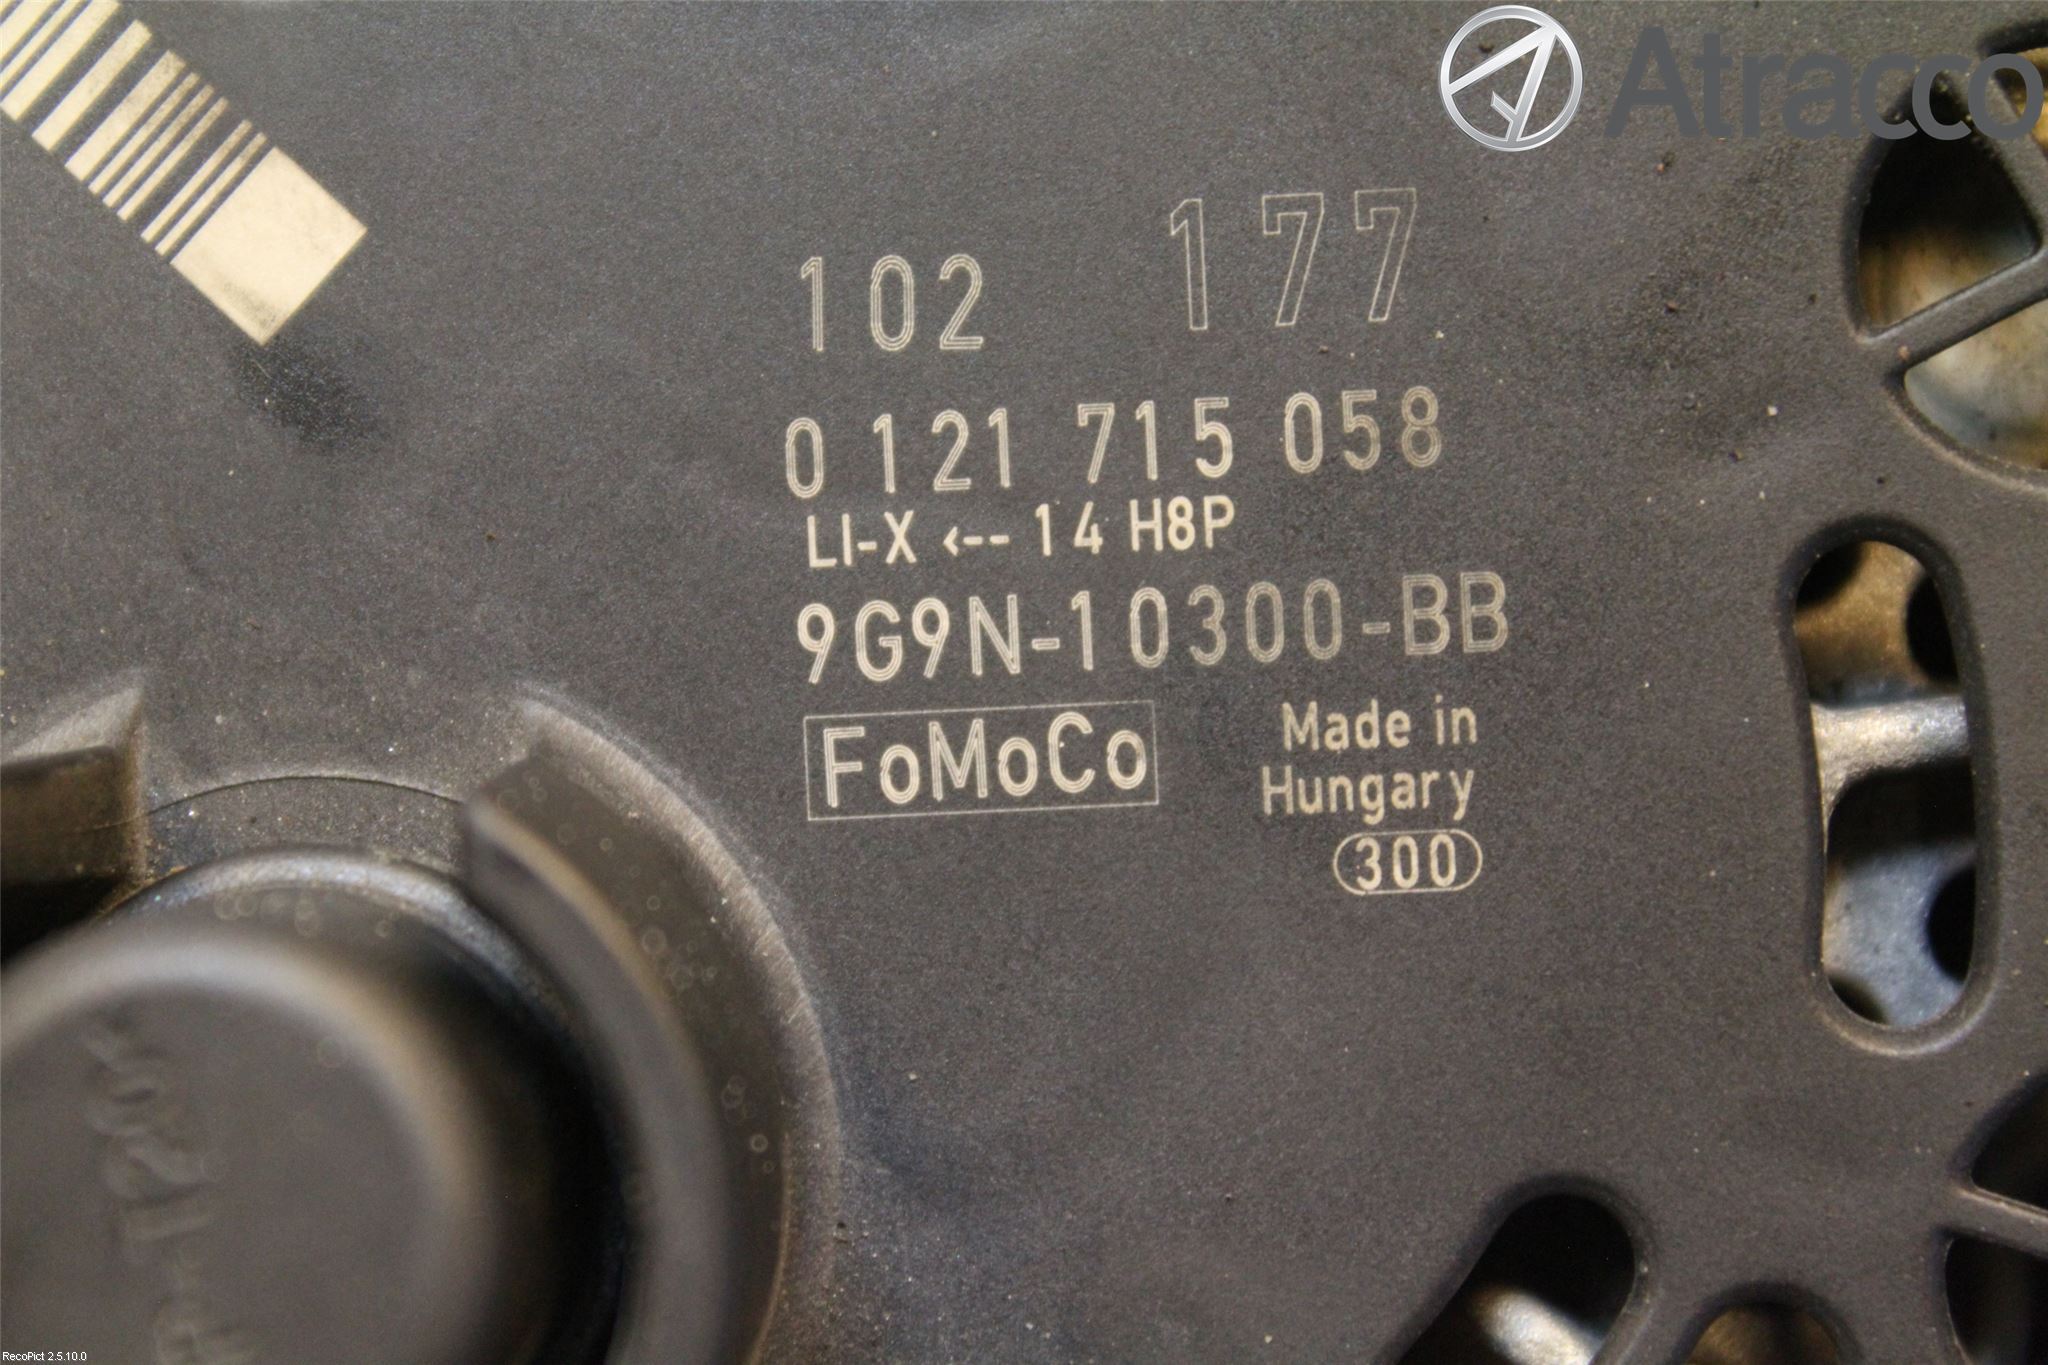 Atracco
102 177
0 121 715 058
LI-X <-- 14 H8P
9G9N-10300-BB
FoMoCo
Made in
Hungary
300
RecoPict 2.5.10.0